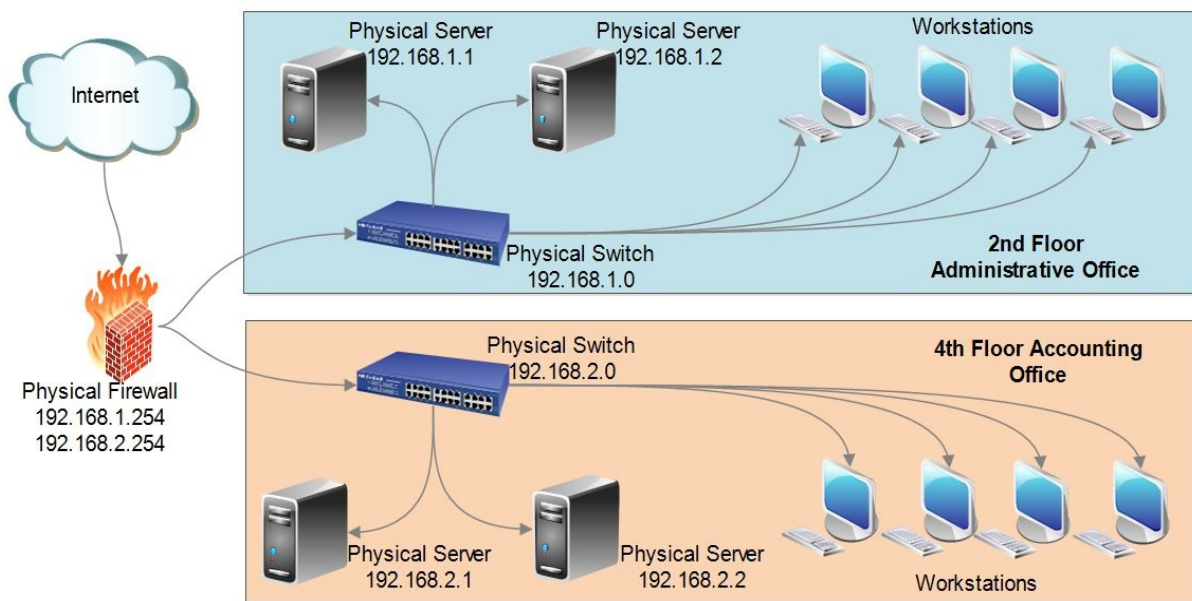 Internet
Physical Firewall
192.168.1.254
192.168.2.254
Physical Server
192.168.1.1
Physical Server
192.168.1.2
Workstations
Physical Switch
192.168.1.0
2nd Floor
Administrative Office
Physical Switch
192.168.2.0
4th Floor Accounting
Office
Physical Server
192.168.2.1
Physical Server
192.168.2.2
Workstations